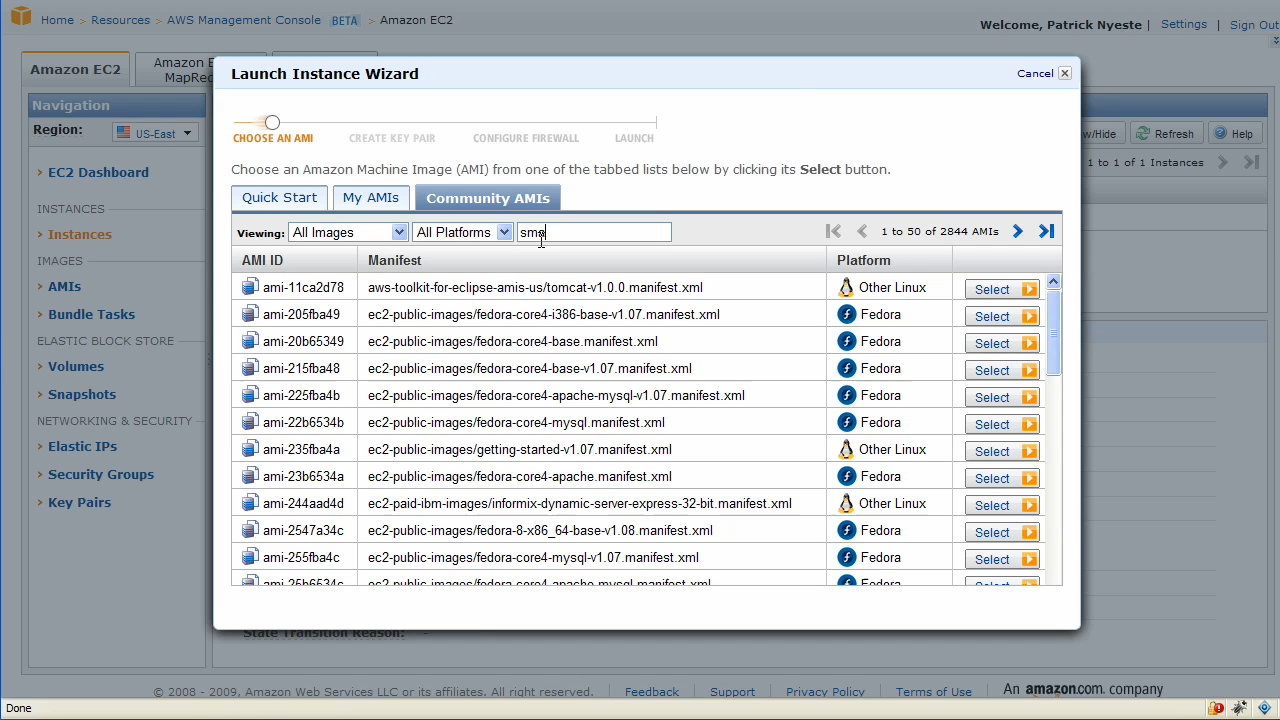 Home > Resources > AWS Management Console BETA > Amazon EC2
Welcome, Patrick Nyeste | Settings | Sign Out
Amazon EC2
Amazon E
MapRed
Launch Instance Wizard
Cancel
CHOOSE AN AMI CREATE KEY PAIR CONFIGURE FIREWALL LAUNCH
Choose an Amazon Machine Image (AMI) from one of the tabbed lists below by clicking its Select button.
Quick Start My AMIs Community AMIs
Viewing: All Images All Platforms sma 1 to 50 of 2844 AMIs
AMI ID Manifest Platform
ami-11ca2d78 aws-toolkit-for-eclipse-amis-us/tomcat-v1.0.0.manifest.xml Other Linux Select
ami-205fba49 ec2-public-images/fedora-core4-i386-base-v1.07.manifest.xml Fedora Select
ami-20b65349 ec2-public-images/fedora-core4-base.manifest.xml Fedora Select
ami-215fba48 ec2-public-images/fedora-core4-base-v1.07.manifest.xml Fedora Select
ami-225fba4b ec2-public-images/fedora-core4-apache-mysql-v1.07.manifest.xml Fedora Select
ami-22b6534b ec2-public-images/fedora-core4-mysql.manifest.xml Fedora Select
ami-235fba4a ec2-public-images/getting-started-v1.07.manifest.xml Other Linux Select
ami-23b6534a ec2-public-images/fedora-core4-apache.manifest.xml Fedora Select
ami-244aad4d ec2-paid-ibm-images/informix-dynamic-server-express-32-bit.manifest.xml Other Linux Select
ami-2547a34c ec2-public-images/fedora-8-x86_64-base-v1.08.manifest.xml Fedora Select
ami-255fba4c ec2-public-images/fedora-core4-mysql-v1.07.manifest.xml Fedora Select
ami-25b6534c ec2-public-images/fedora-core4-apache-mysql.manifest.xml Fedora Select
Navigation
Region: US-East
EC2 Dashboard
INSTANCES
Instances
IMAGES
AMIs
Bundle Tasks
ELASTIC BLOCK STORE
Volumes
Snapshots
NETWORKING & SECURITY
Elastic IPs
Security Groups
Key Pairs
w/Hide Refresh Help
1 to 1 of 1 Instances
State Transition Reason: -
© 2008 - 2009, Amazon Web Services LLC or its affiliates. All right reserved. Feedback Support Privacy Policy Terms of Use An amazon.com. company
Done